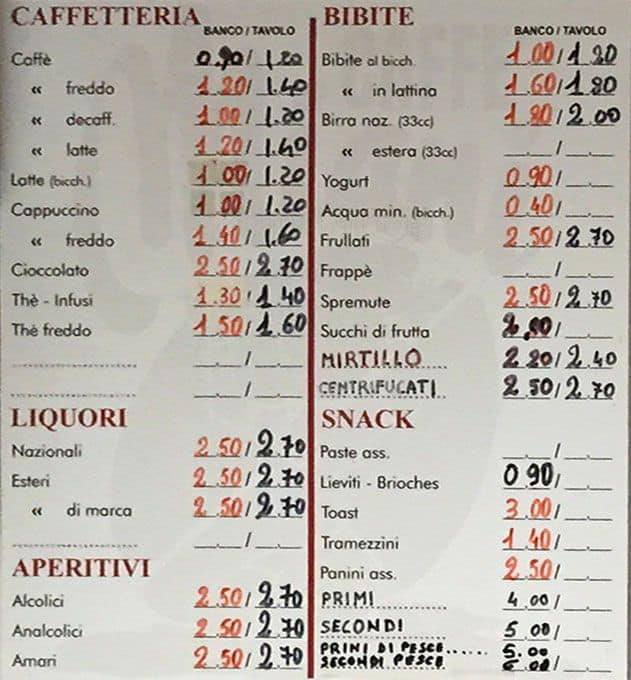 CAFFETTERIA BANCO / TAVOLO
Caffè 0.90 / 1.20
« freddo 1.20 / 1.40
« decaff. 1.00 / 1.20
« latte 1.20 / 1.40
Latte (bicch.) 1.00 / 1.20
Cappuccino 1.00 / 1.20
« freddo 1.40 / 1.60
Cioccolato 2.50 / 2.70
Thè - Infusi 1.30 / 1.40
Thé freddo 1.50 / 1.60
LIQUORI
Nazionali 2.50 / 2.70
Esteri 2.50 / 2.70
« di marca 2.50 / 2.70
APERITIVI
Alcolici 2.50 / 2.70
Analcolici 2.50 / 2.70
Amari 2.50 / 2.70
BIBITE BANCO / TAVOLO
Bibite al bicch. 1.00 / 1.20
« in lattina 1.60 / 1.80
Birra naz. (33cc) 1.80 / 2.00
« estera (33cc)
Yogurt 0.90 /
Acqua min. (bicch.) 0.40 /
Frullati 2.50 / 2.70
Frappè
Spremute 2.50 / 2.70
Succhi di frutta
MIRTILLO 2.20 / 2.40
CENTRIFUGATI 2.50 / 2.70
SNACK
Paste ass.
Lieviti - Brioches 0.90 /
Toast 3.00 /
Tramezzini 1.40 /
Panini ass. 2.50 /
PRIMI 4.00 /
SECONDI 5.00 /
PRINI DI PESCE 5.00
SECONDI PESCE 6.00 /